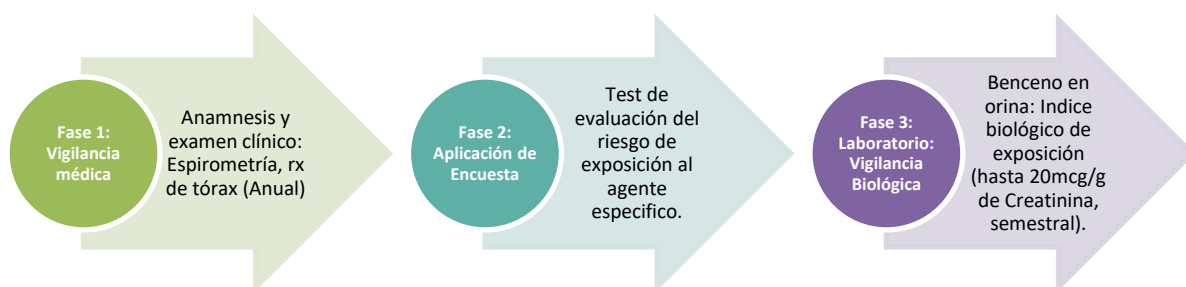 Fase 1:
Vigilancia
médica
Anamnesis y
examen clínico:
Espirometría, rx
de tórax (Anual)
Fase 2:
Aplicación de
Encuesta
Test de
evaluación del
riesgo de
exposición al
agente
especifico.
Fase 3:
Laboratorio:
Vigilancia
Biológica
Benceno en
orina: Indice
biológico de
exposición
(hasta 20mcg/g
de Creatinina,
semestral).